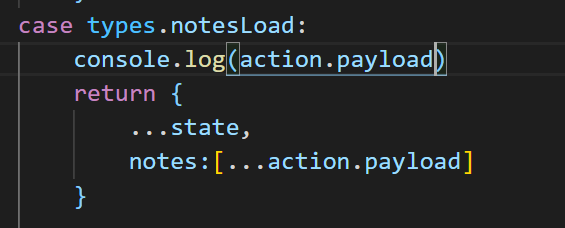 case types.notesLoad:
console.log(action.payload)
return {
...state,
notes:[...action.payload]
}